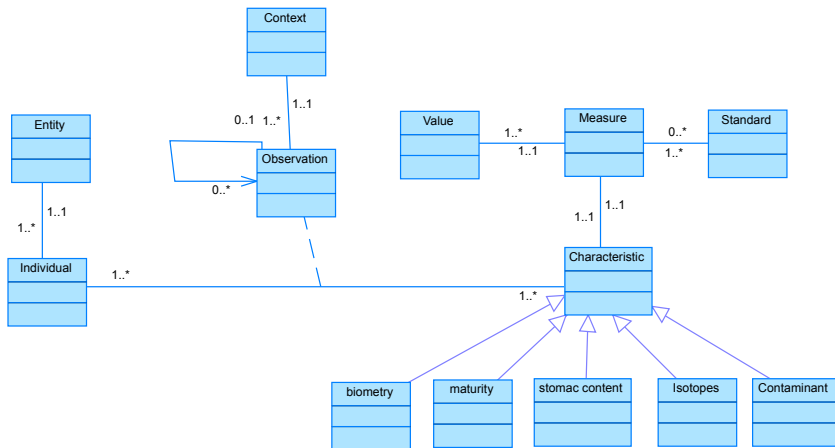 Context
1..1
0..1 1..*
Entity
Value
Measure
Standard
1..*
0..*
1..1
1..*
Observation
0..*
1..1
1..*
1..1
1..1
Individual
Characteristic
1..*
1..*
biometry
maturity
stomac content
Isotopes
Contaminant